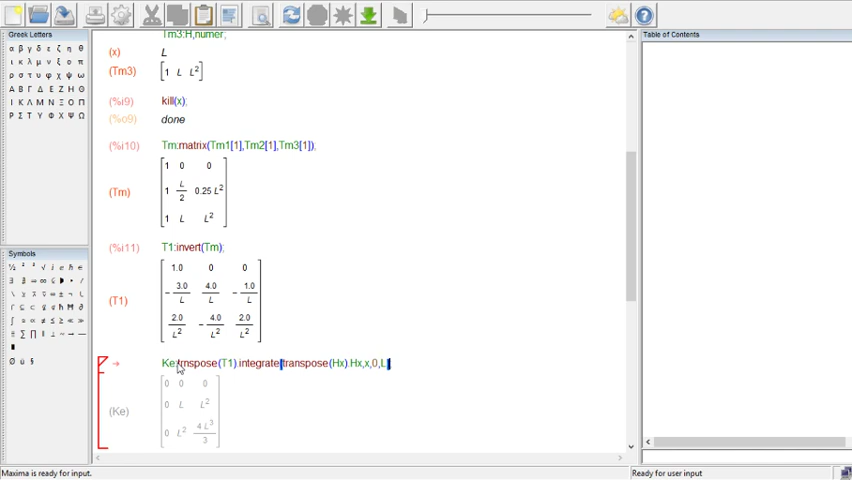 Greek Letters
α β γ δ ε ζ η θ
ι κ λ μ ν ξ ο π
ρ σ τ υ φ χ ψ ω
Α Β Γ Δ Ε Ζ Η Θ
Ι Κ Λ Μ Ν Ξ Ο Π
Ρ Σ Τ Υ Φ Χ Ψ Ω
Table of Contents
Tm3:H,numer;
(x) L
(Tm3) [1 L L²]
(%i9) kill(x);
(%o9) done
(%i10) Tm:matrix(Tm1[1],Tm2[1],Tm3[1]);
1 0 0
(Tm) 1 L/2 0.25 L²
1 L L²
(%i11) T1:invert(Tm);
1.0 0 0
(T1) -3.0/L 4.0/L -1.0/L
2.0/L² -4.0/L² 2.0/L²
Symbols
Ke:trnspose(T1).integrate(transpose(Hx).Hx,x,0,L)
0 0 0
(Ke) 0 L L²
0 L² 4 L³/3
Maxima is ready for input.
Ready for user input